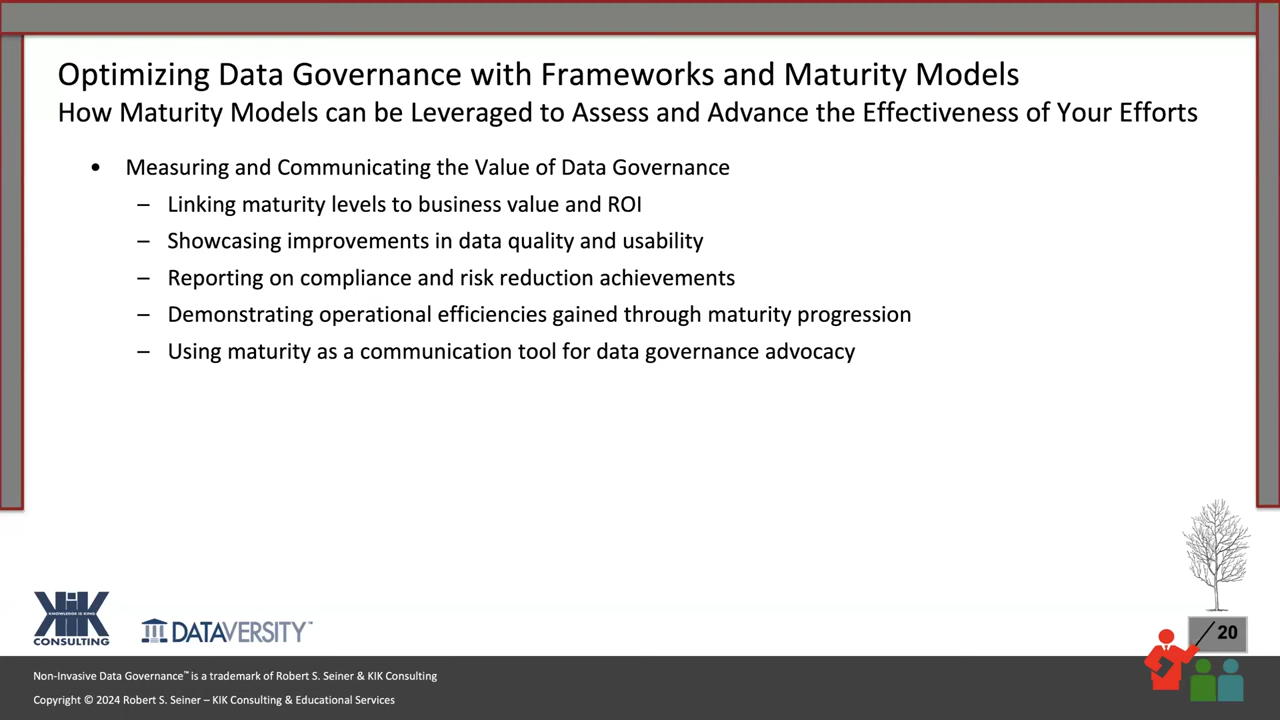 Optimizing Data Governance with Frameworks and Maturity Models
How Maturity Models can be Leveraged to Assess and Advance the Effectiveness of Your Efforts
• Measuring and Communicating the Value of Data Governance
– Linking maturity levels to business value and ROI
– Showcasing improvements in data quality and usability
– Reporting on compliance and risk reduction achievements
– Demonstrating operational efficiencies gained through maturity progression
– Using maturity as a communication tool for data governance advocacy
KIK
KNOWLEDGE IS KING
CONSULTING
DATAVERSITY™
20
Non-Invasive Data Governance™ is a trademark of Robert S. Seiner & KIK Consulting
Copyright © 2024 Robert S. Seiner – KIK Consulting & Educational Services